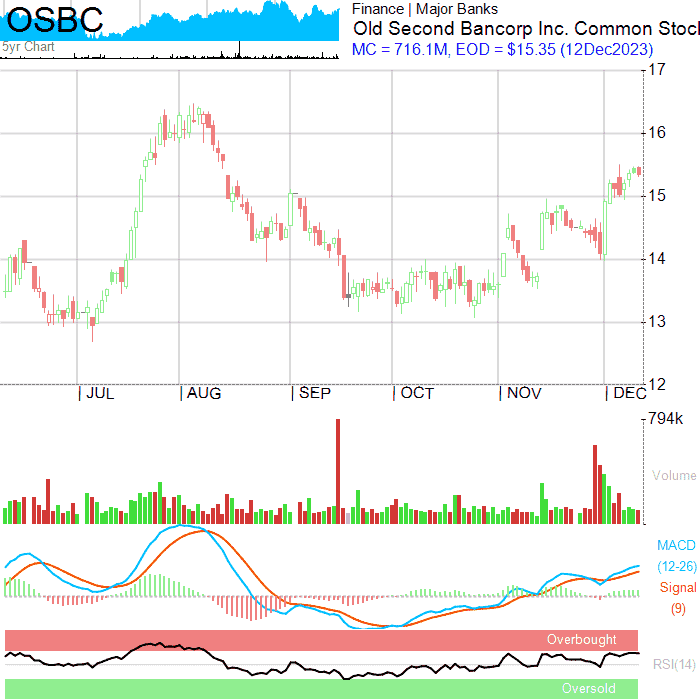 OSBC
5yr Chart
Finance | Major Banks
Old Second Bancorp Inc. Common Stoc
MC = 716.1M, EOD = $15.35 (12Dec2023)
17
16
15
14
13
12
| JUL | AUG | SEP | OCT | NOV | DEC
794k
Volume
MACD
(12-26)
Signal
(9)
Overbought
RSI(14)
Oversold